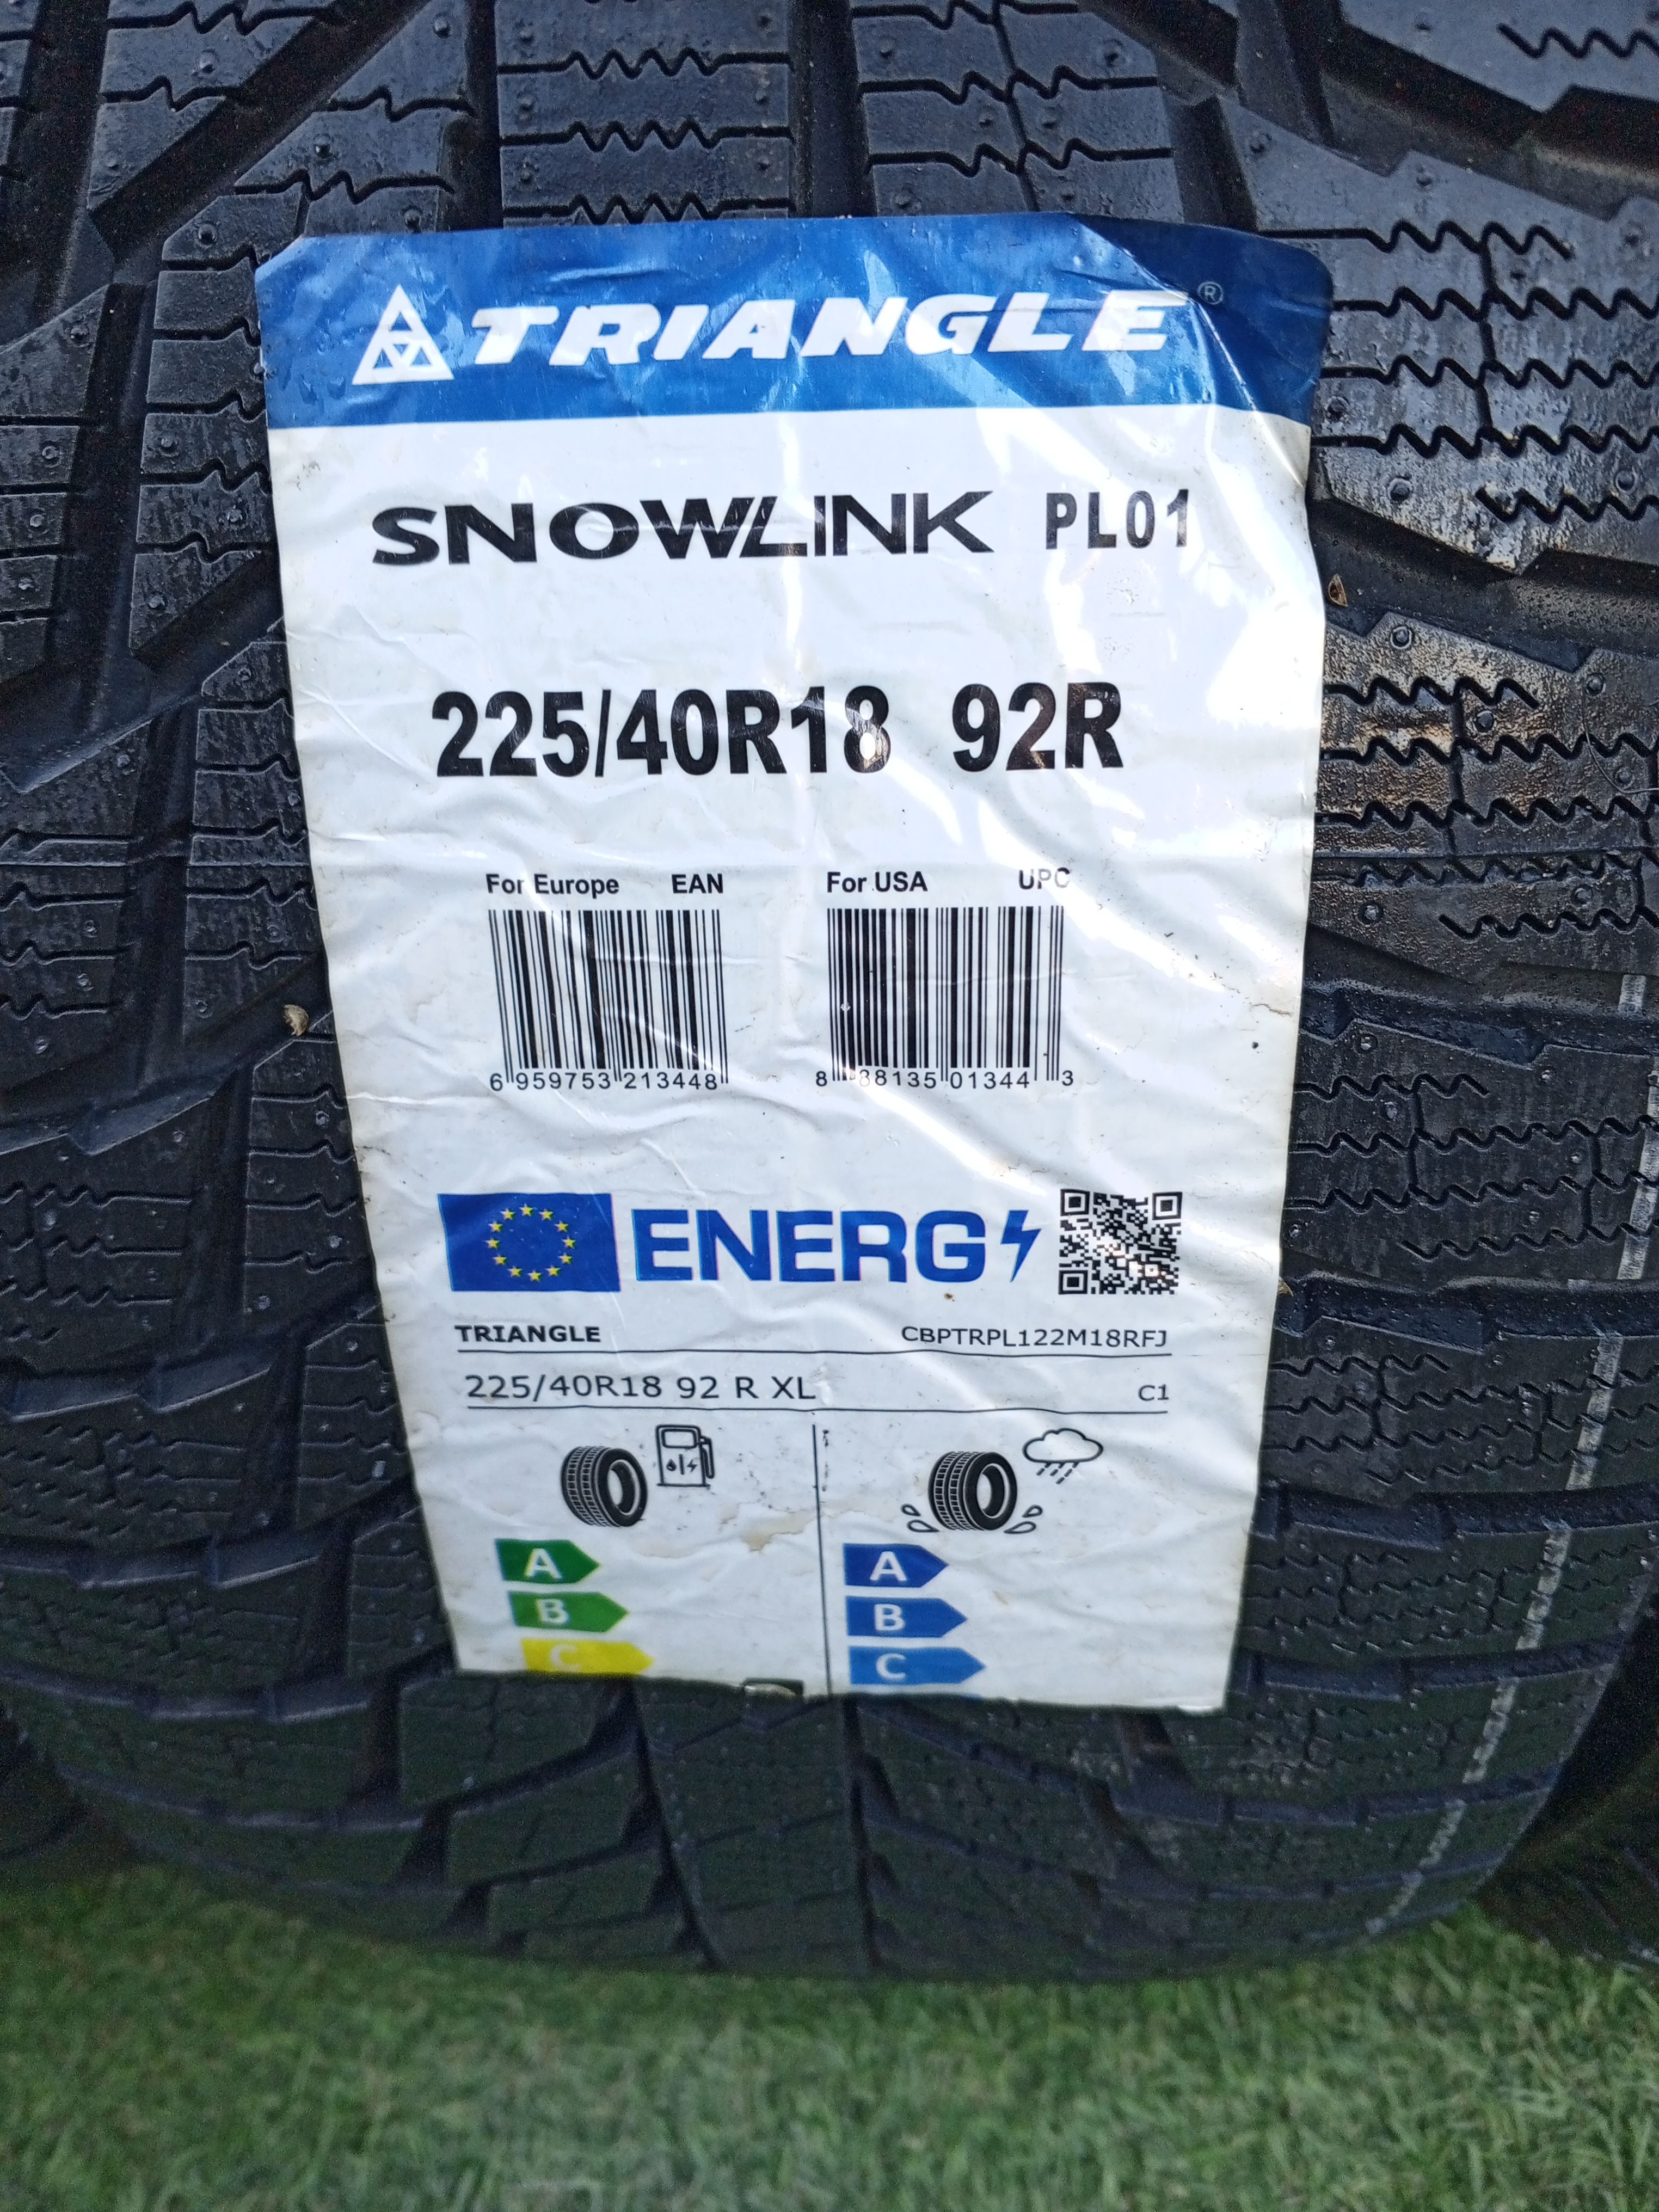 TRIANGLE ®
SNOWLINK PL01
225/40R18 92R
For Europe EAN
For USA UPC
6 959753 213448
8 88135 01344 3
ENERG
TRIANGLE CBPTRPL122M18RFJ
225/40R18 92 R XL C1
A A
B B
C C